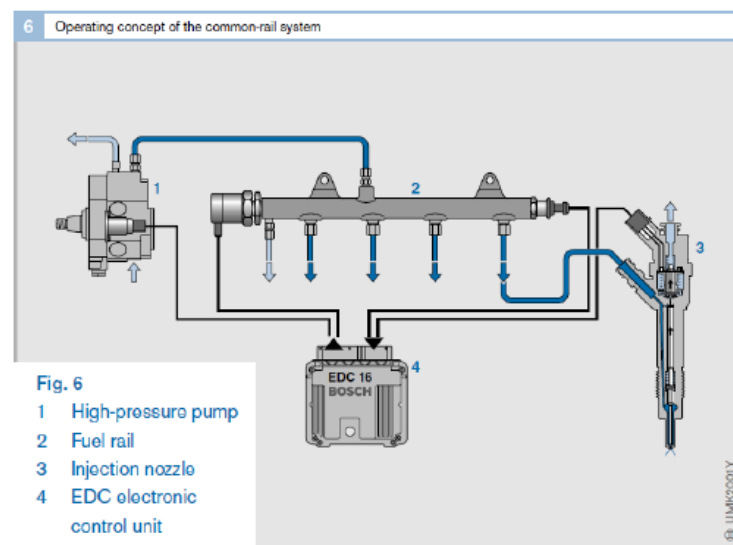 6 Operating concept of the common-rail system
1
2
3
4
EDC 16
BOSCH
Fig. 6
1 High-pressure pump
2 Fuel rail
3 Injection nozzle
4 EDC electronic
control unit